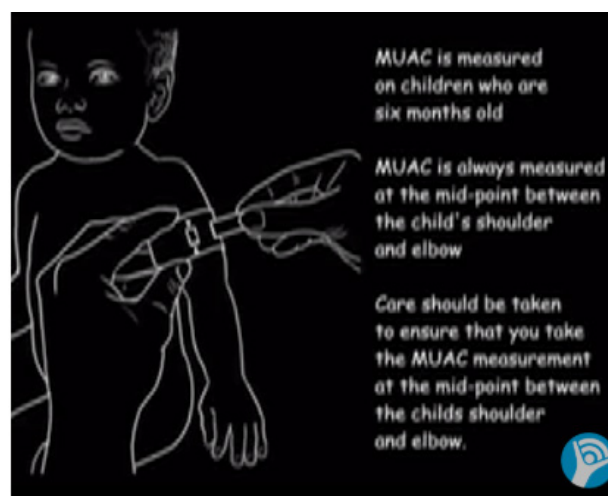 MUAC is measured
on children who are
six months old
MUAC is always measured
at the mid-point between
the child's shoulder
and elbow
Care should be taken
to ensure that you take
the MUAC measurement
at the mid-point between
the childs shoulder
and elbow.